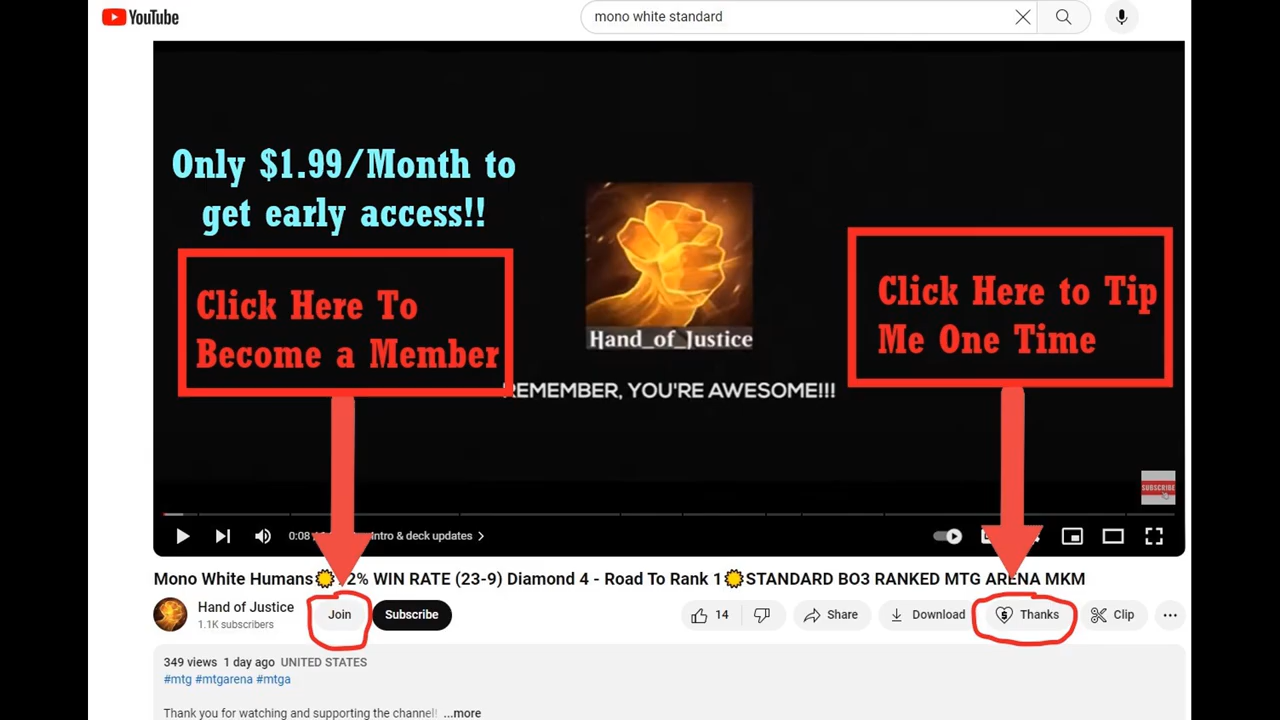 YouTube
mono white standard
Only $1.99/Month to
get early access!!
Click Here To
Become a Member
Click Here to Tip
Me One Time
Hand_of_Justice
REMEMBER, YOU'RE AWESOME!!!
SUBSCRIBE
0:08
Intro & deck updates
Mono White Humans 2% WIN RATE (23-9) Diamond 4 - Road To Rank 1 STANDARD BO3 RANKED MTG ARENA MKM
Hand of Justice
1.1K subscribers
Join
Subscribe
14
Share
Download
Thanks
Clip
349 views 1 day ago UNITED STATES
#mtg #mtgarena #mtga
Thank you for watching and supporting the channel! ...more